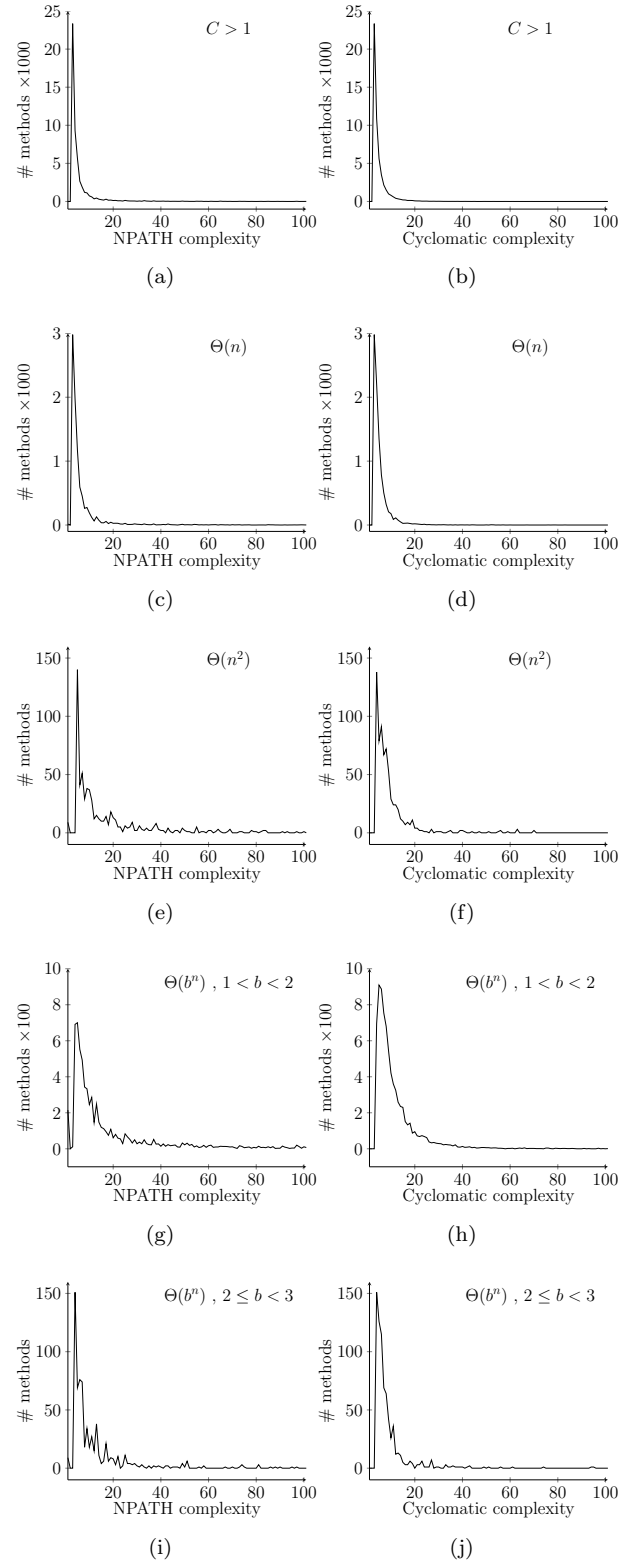 25
20
15
10
5
0
# methods ×1000
C > 1
20 40 60 80 100
NPATH complexity
(a)
25
20
15
10
5
0
# methods ×1000
C > 1
20 40 60 80 100
Cyclomatic complexity
(b)
3
2
1
0
# methods ×1000
Θ(n)
20 40 60 80 100
NPATH complexity
(c)
3
2
1
0
# methods ×1000
Θ(n)
20 40 60 80 100
Cyclomatic complexity
(d)
150
100
50
0
# methods
Θ(n²)
20 40 60 80 100
NPATH complexity
(e)
150
100
50
0
# methods
Θ(n²)
20 40 60 80 100
Cyclomatic complexity
(f)
10
8
6
4
2
0
# methods ×100
Θ(bⁿ) , 1 < b < 2
20 40 60 80 100
NPATH complexity
(g)
10
8
6
4
2
0
# methods ×100
Θ(bⁿ) , 1 < b < 2
20 40 60 80 100
Cyclomatic complexity
(h)
150
100
50
0
# methods
Θ(bⁿ) , 2 ≤ b < 3
20 40 60 80 100
NPATH complexity
(i)
150
100
50
0
# methods
Θ(bⁿ) , 2 ≤ b < 3
20 40 60 80 100
Cyclomatic complexity
(j)